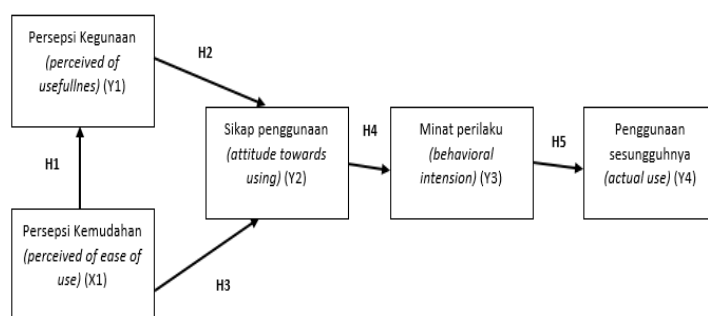 Persepsi Kegunaan
(perceived of
usefullnes) (Y1)
H2
Sikap penggunaan
(attitude towards
using) (Y2)
H4
Minat perilaku
(behavioral
intension) (Y3)
H5
Penggunaan
sesungguhnya
(actual use) (Y4)
H1
Persepsi Kemudahan
(perceived of ease of
use) (X1)
H3